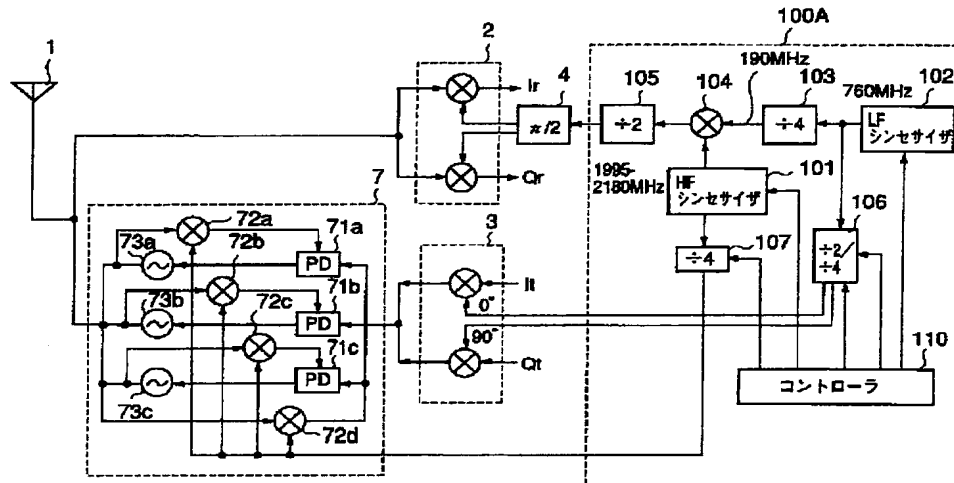 100A
1
2
Ir
Qr
4
π/2
105
÷2
104
190MHz
103
÷4
760MHz
102
LF
シンセサイザ
1995-
2180MHz
101
HF
シンセサイザ
106
÷2/
÷4
107
÷4
7
72a
71a
73a
72b
PD
71b
73b
72c
PD
71c
PD
73c
72d
3
It
0°
90°
Qt
110
コントローラ